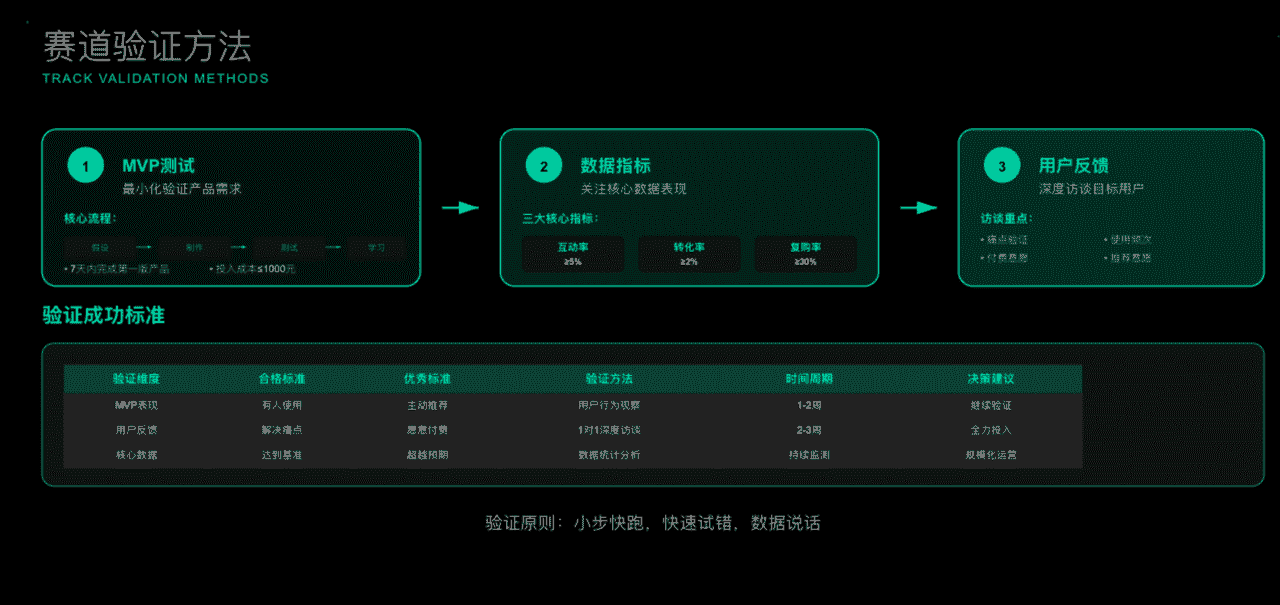 赛道验证方法
TRACK VALIDATION METHODS
1
MVP测试
最小化验证产品需求
核心流程:
假设 → 制作 → 测试 → 学习
• 7天内完成第一版产品 • 投入成本≤1000元
2
数据指标
关注核心数据表现
三大核心指标:
互动率 转化率 复购率
≥5% ≥2% ≥30%
3
用户反馈
深度访谈目标用户
访谈重点:
• 痛点验证 • 使用频次
• 付费意愿 • 推荐意愿
验证成功标准
验证维度 合格标准 优秀标准 验证方法 时间周期 决策建议
MVP表现 有人使用 主动推荐 用户行为观察 1-2周 继续验证
用户反馈 解决痛点 愿意付费 1对1深度访谈 2-3周 全力投入
核心数据 达到基准 超越预期 数据统计分析 持续监测 规模化运营
验证原则：小步快跑，快速试错，数据说话